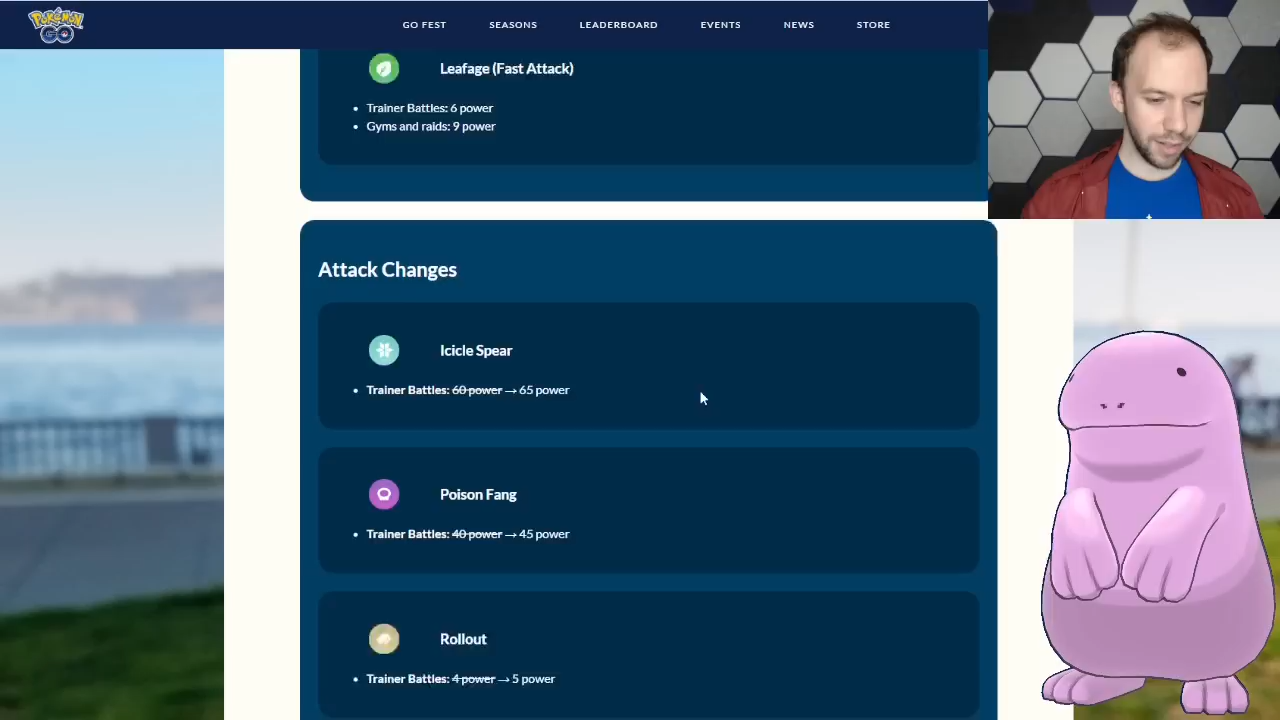 POKÉMON GO
GO FEST SEASONS LEADERBOARD EVENTS NEWS STORE
Leafage (Fast Attack)
• Trainer Battles: 6 power
• Gyms and raids: 9 power
Attack Changes
Icicle Spear
• Trainer Battles: 60 power → 65 power
Poison Fang
• Trainer Battles: 40 power → 45 power
Rollout
• Trainer Battles: 4 power → 5 power